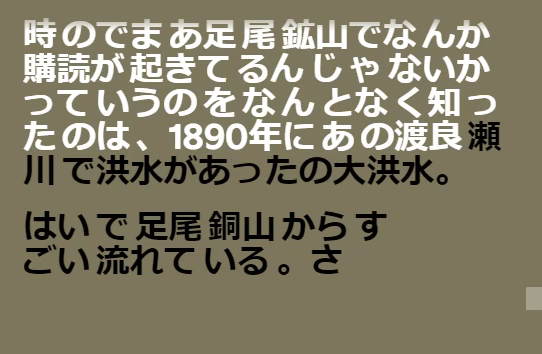 時のでまあ足尾鉱山でなんか
購読が起きてるんじゃないか
っていうのをなんとなく知っ
たのは、1890年にあの渡良瀬
川で洪水があったの大洪水。
はいで足尾銅山からす
ごい流れている。さ